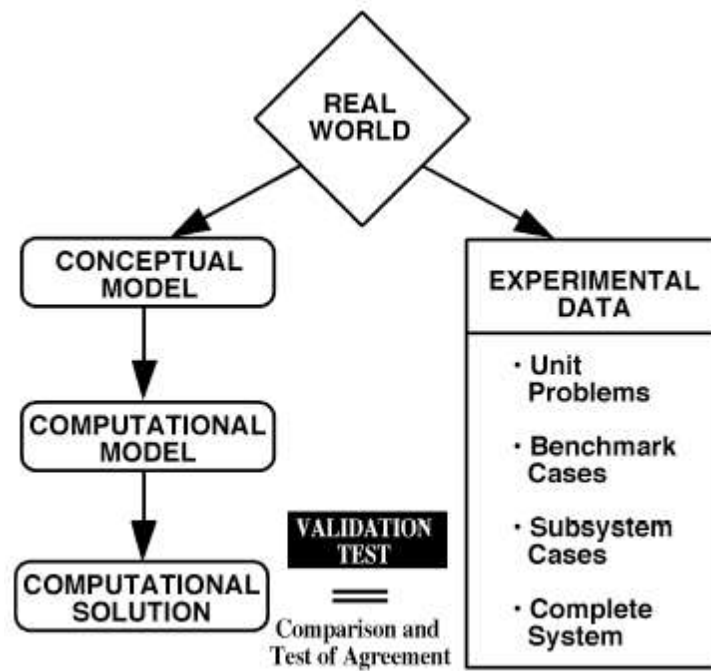 REAL
WORLD
CONCEPTUAL
MODEL
COMPUTATIONAL
MODEL
COMPUTATIONAL
SOLUTION
VALIDATION
TEST
Comparison and
Test of Agreement
EXPERIMENTAL
DATA
· Unit
Problems
· Benchmark
Cases
· Subsystem
Cases
· Complete
System